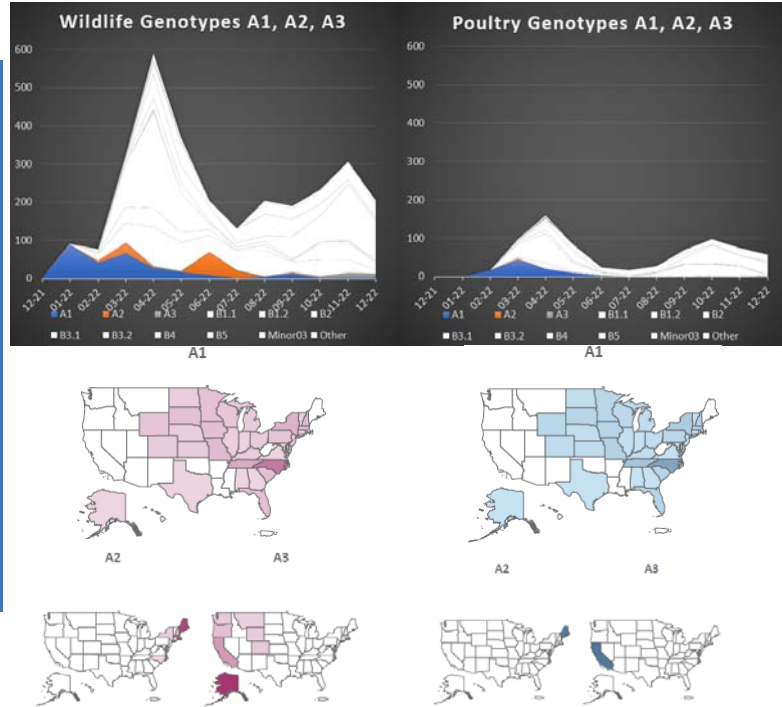 Wildlife Genotypes A1, A2, A3
600
500
400
300
200
100
0
12-21 01-22 02-22 03-22 04-22 05-22 06-22 07-22 08-22 09-22 10-22 11-22 12-22
A1 A2 A3 B1.1 B1.2 B2
B3.1 B3.2 B4 B5 Minor03 Other
Poultry Genotypes A1, A2, A3
600
500
400
300
200
100
0
12-21 01-22 02-22 03-22 04-22 05-22 06-22 07-22 08-22 09-22 10-22 11-22 12-22
A1 A2 A3 B1.1 B1.2 B2
B3.1 B3.2 B4 B5 Minor03 Other
A1
A1
A2 A3
A2 A3